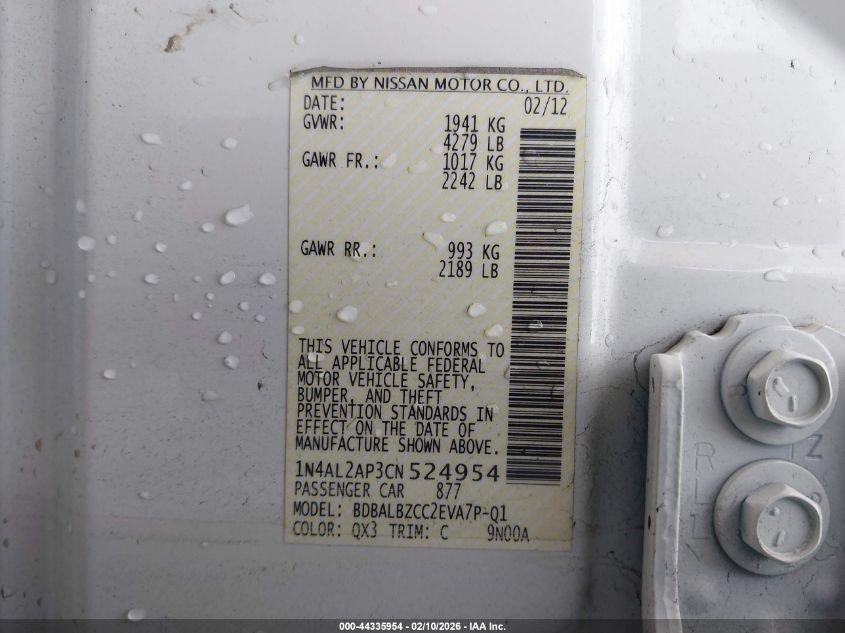 MFD BY NISSAN MOTOR CO., LTD.
DATE: 02/12
GVWR: 1941 KG
4279 LB
GAWR FR.: 1017 KG
2242 LB
GAWR RR.: 993 KG
2189 LB
THIS VEHICLE CONFORMS TO
ALL APPLICABLE FEDERAL
MOTOR VEHICLE SAFETY,
BUMPER, AND THEFT
PREVENTION STANDARDS IN
EFFECT ON THE DATE OF
MANUFACTURE SHOWN ABOVE.
1N4AL2AP3CN524954
PASSENGER CAR 877
MODEL: BDBALBZCC2EVA7P-Q1
COLOR: QX3 TRIM: C 9N00A
000-44335954 - 02/10/2026 - IAA Inc.